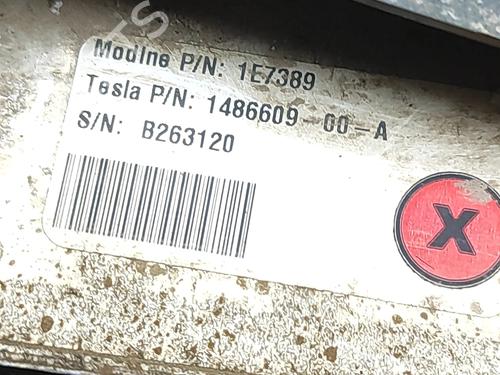 Modine P/N: 1E7389
Tesla P/N: 1486609-00-A
S/N: B263120
X